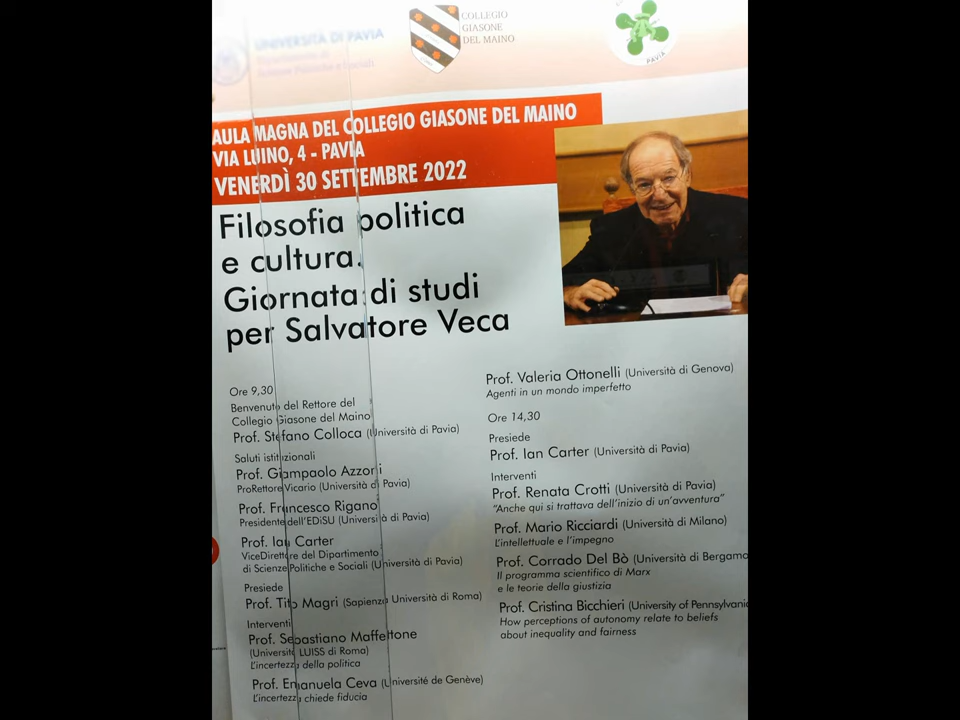 UNIVERSITÀ DI PAVIA
Dipartimento di
Scienze Politiche e Sociali
COLLEGIO
GIASONE
DEL MAINO
PAVIA
AULA MAGNA DEL COLLEGIO GIASONE DEL MAINO
VIA LUINO, 4 - PAVIA
VENERDÌ 30 SETTEMBRE 2022
Filosofia politica
e cultura.
Giornata di studi
per Salvatore Veca
Ore 9,30
Benvenuto del Rettore del
Collegio Giasone del Maino
Prof. Stefano Colloca (Università di Pavia)
Saluti istituzionali
Prof. Giampaolo Azzoni
ProRettore Vicario (Università di Pavia)
Prof. Francesco Rigano
Presidente dell'EDiSU (Università di Pavia)
Prof. Ian Carter
ViceDirettore del Dipartimento
di Scienze Politiche e Sociali (Università di Pavia)
Presiede
Prof. Tito Magri (Sapienza Università di Roma)
Interventi
Prof. Sebastiano Maffettone
(Università LUISS di Roma)
L'incertezza della politica
Prof. Emanuela Ceva (Université de Genève)
L'incertezza chiede fiducia
Prof. Valeria Ottonelli (Università di Genova)
Agenti in un mondo imperfetto
Ore 14,30
Presiede
Prof. Ian Carter (Università di Pavia)
Interventi
Prof. Renata Crotti (Università di Pavia)
"Anche qui si trattava dell'inizio di un'avventura"
Prof. Mario Ricciardi (Università di Milano)
L'intellettuale e l'impegno
Prof. Corrado Del Bò (Università di Bergamo
Il programma scientifico di Marx
e le teorie della giustizia
Prof. Cristina Bicchieri (University of Pennsylvania
How perceptions of autonomy relate to beliefs
about inequality and fairness